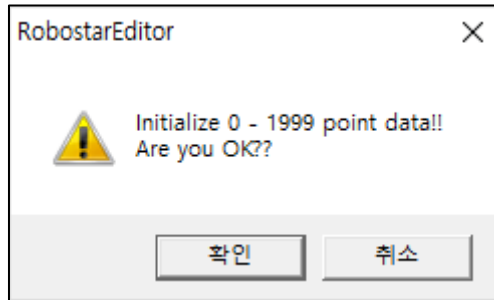 RobostarEditor
Initialize 0 - 1999 point data!!
Are you OK??
확인
취소